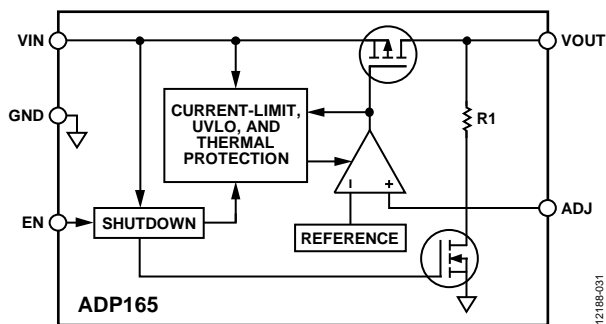 VIN
VOUT
GND
CURRENT-LIMIT,
UVLO, AND
THERMAL
PROTECTION
R1
– +
EN
SHUTDOWN
REFERENCE
ADJ
ADP165
12188-031